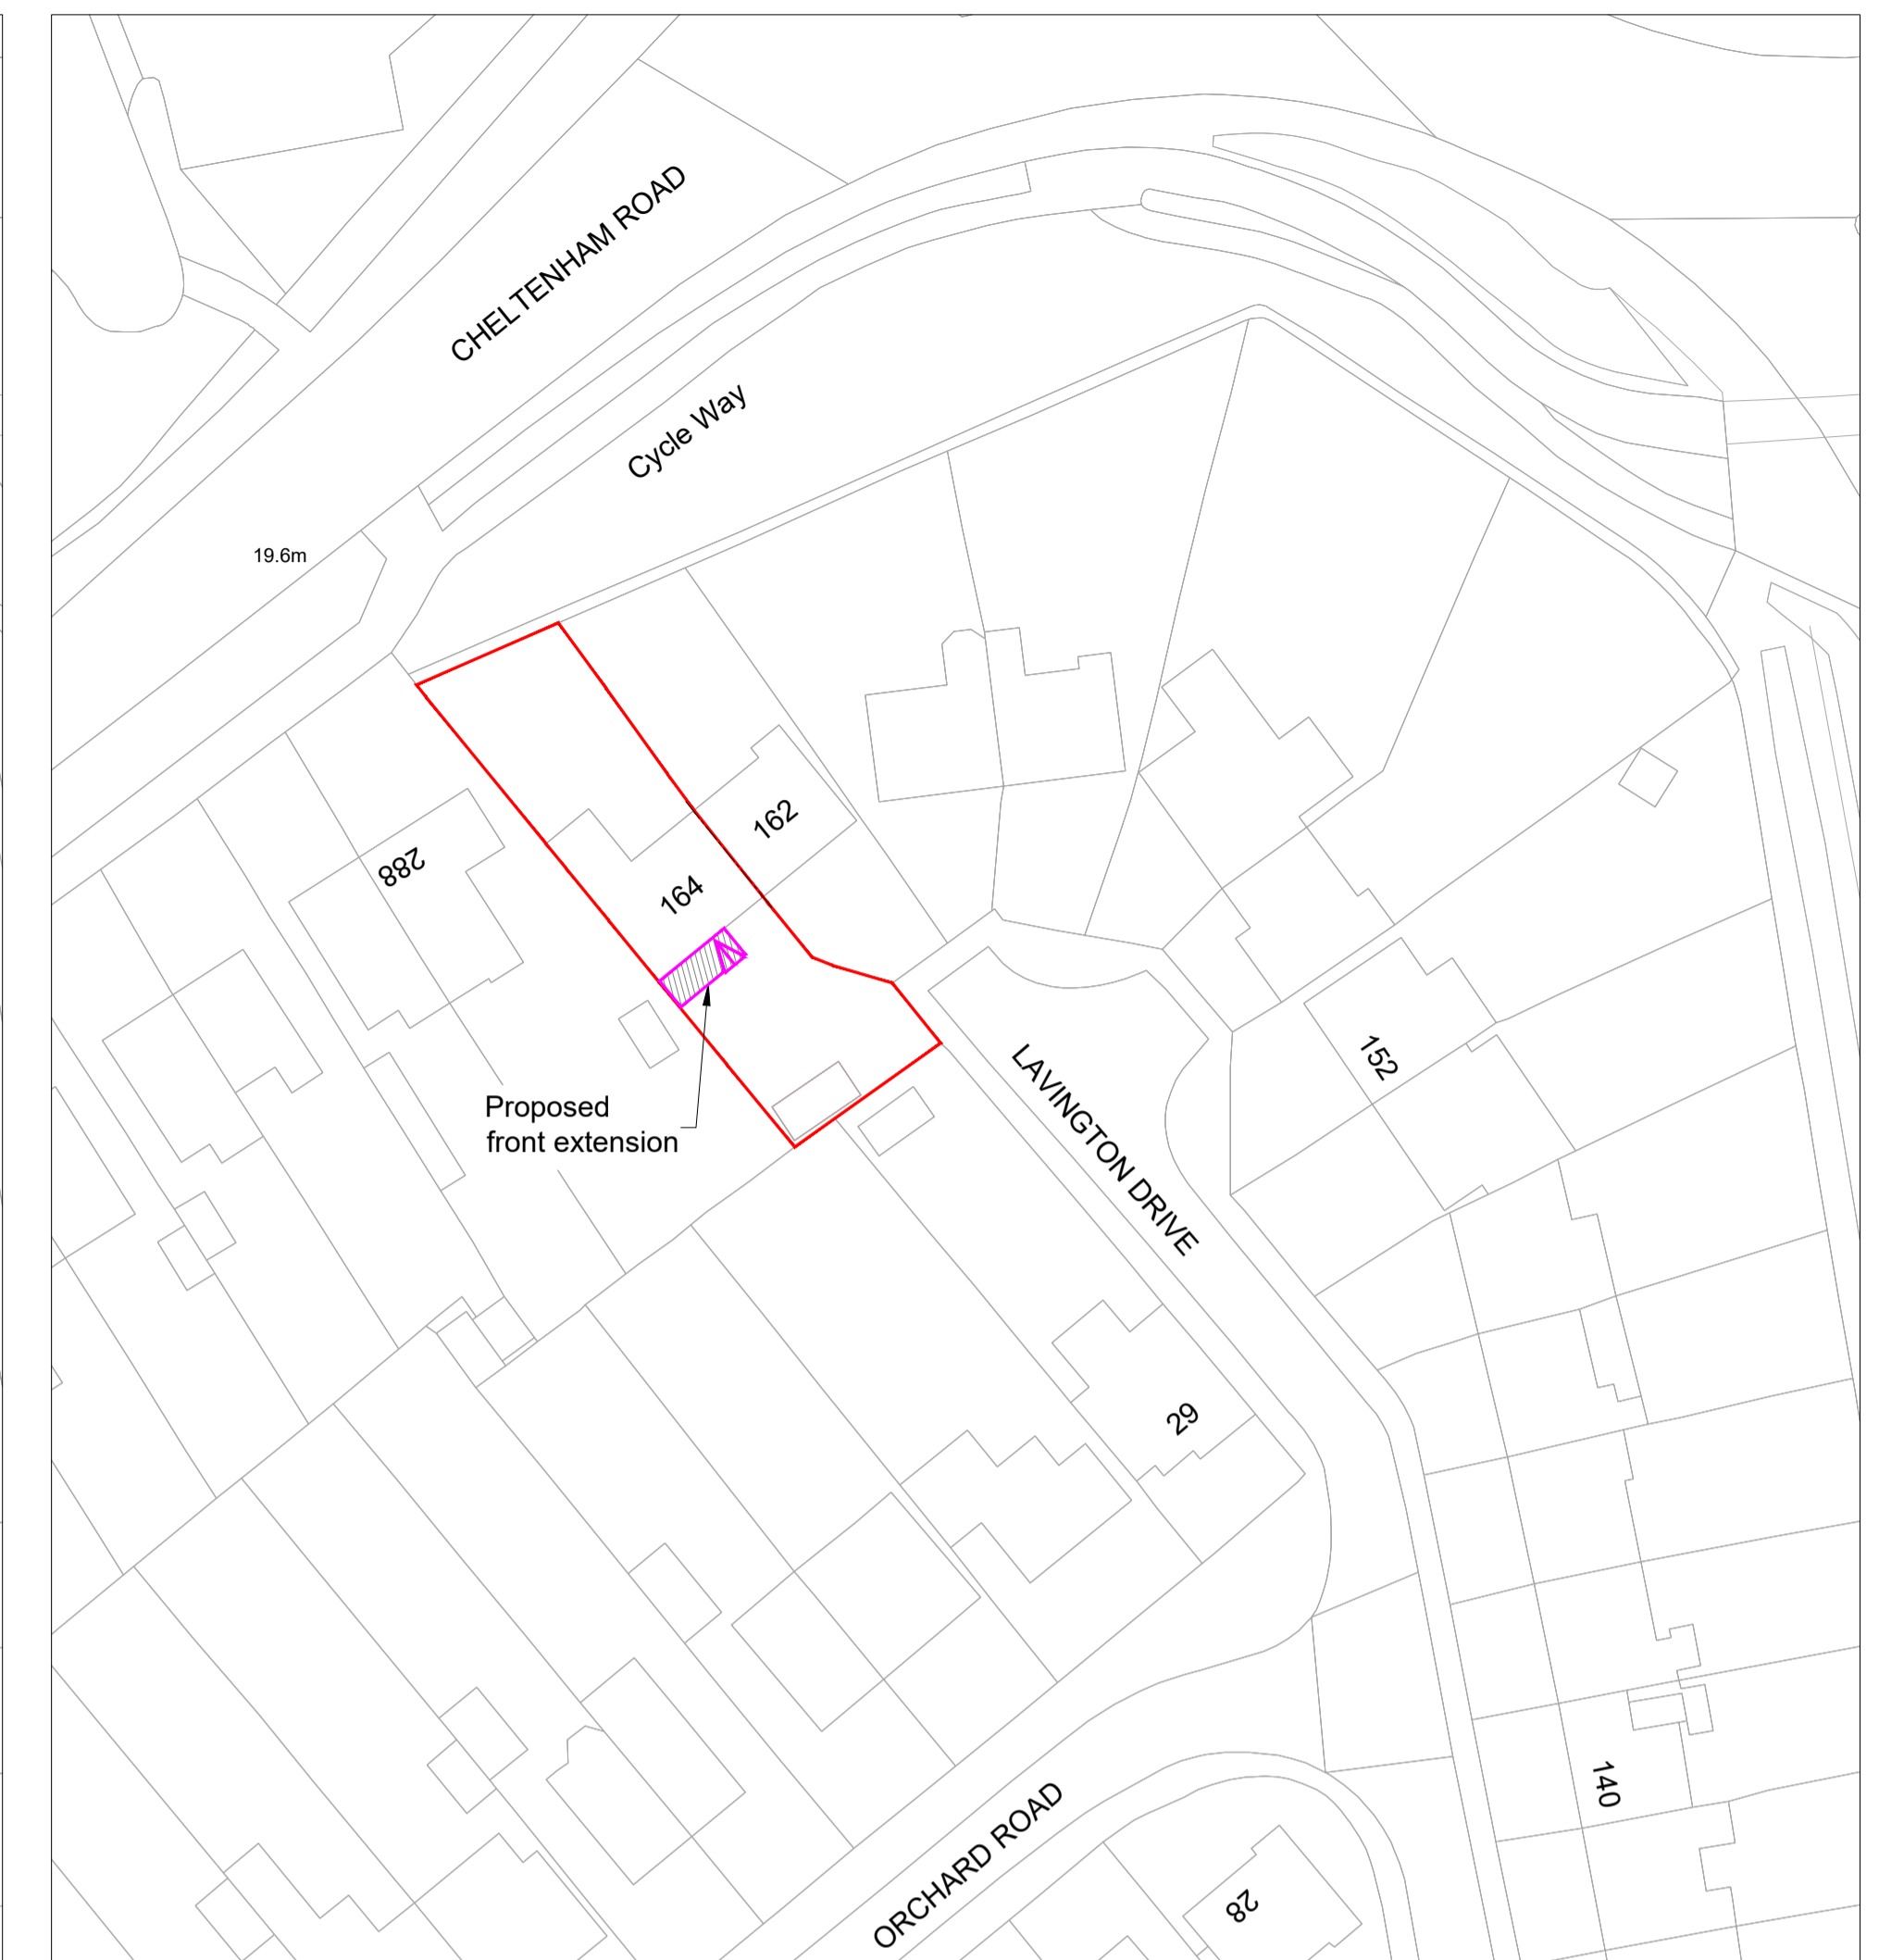 CHELTENHAM ROAD
Cycle Way
19.6m
162
288
164
152
LAVINGTON DRIVE
Proposed
front extension
29
140
ORCHARD ROAD
28